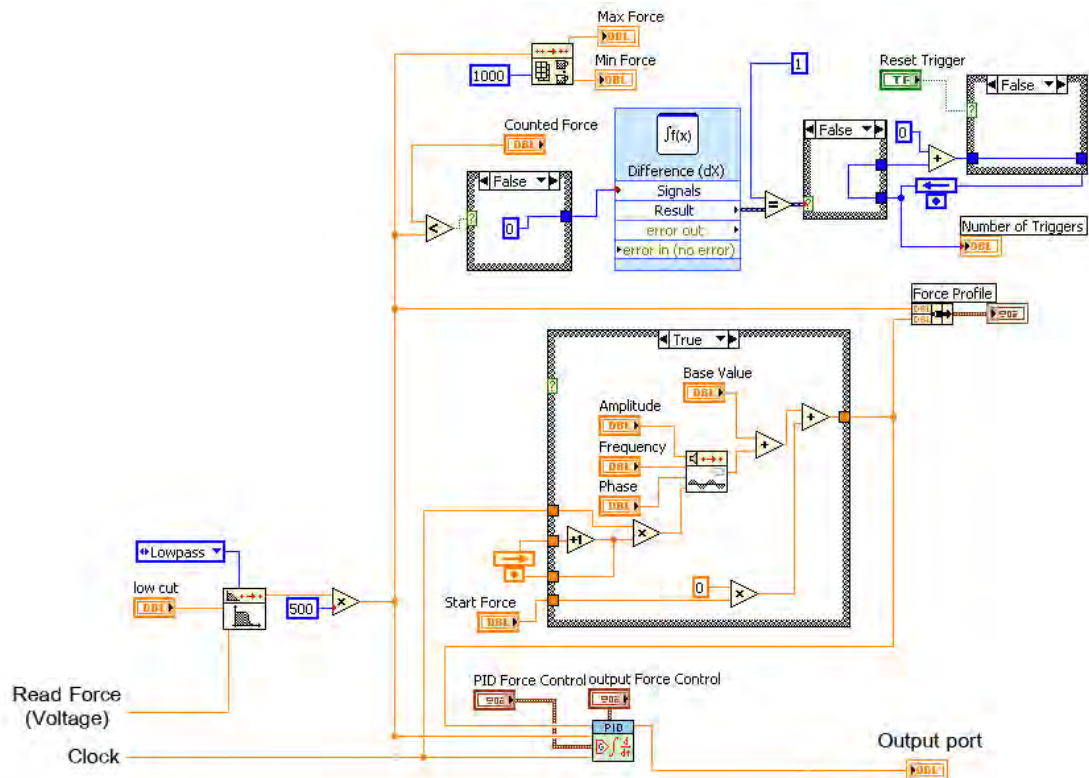 Max Force
DBL
1000
Min Force
DBL
1
Reset Trigger
TF
False
Counted Force
DBL
∫f(x)
Difference (dX)
Signals
Result
error out
error in (no error)
False
0
False
0
+
<
=
Number of Triggers
DBL
Force Profile
DBL
DBL
True
Base Value
DBL
Amplitude
DBL
Frequency
DBL
Phase
DBL
+
+
+1
×
Lowpass
low cut
DBL
500
×
Start Force
DBL
0
×
Read Force
(Voltage)
Clock
PID Force Control
output Force Control
PID
Output port
DBL